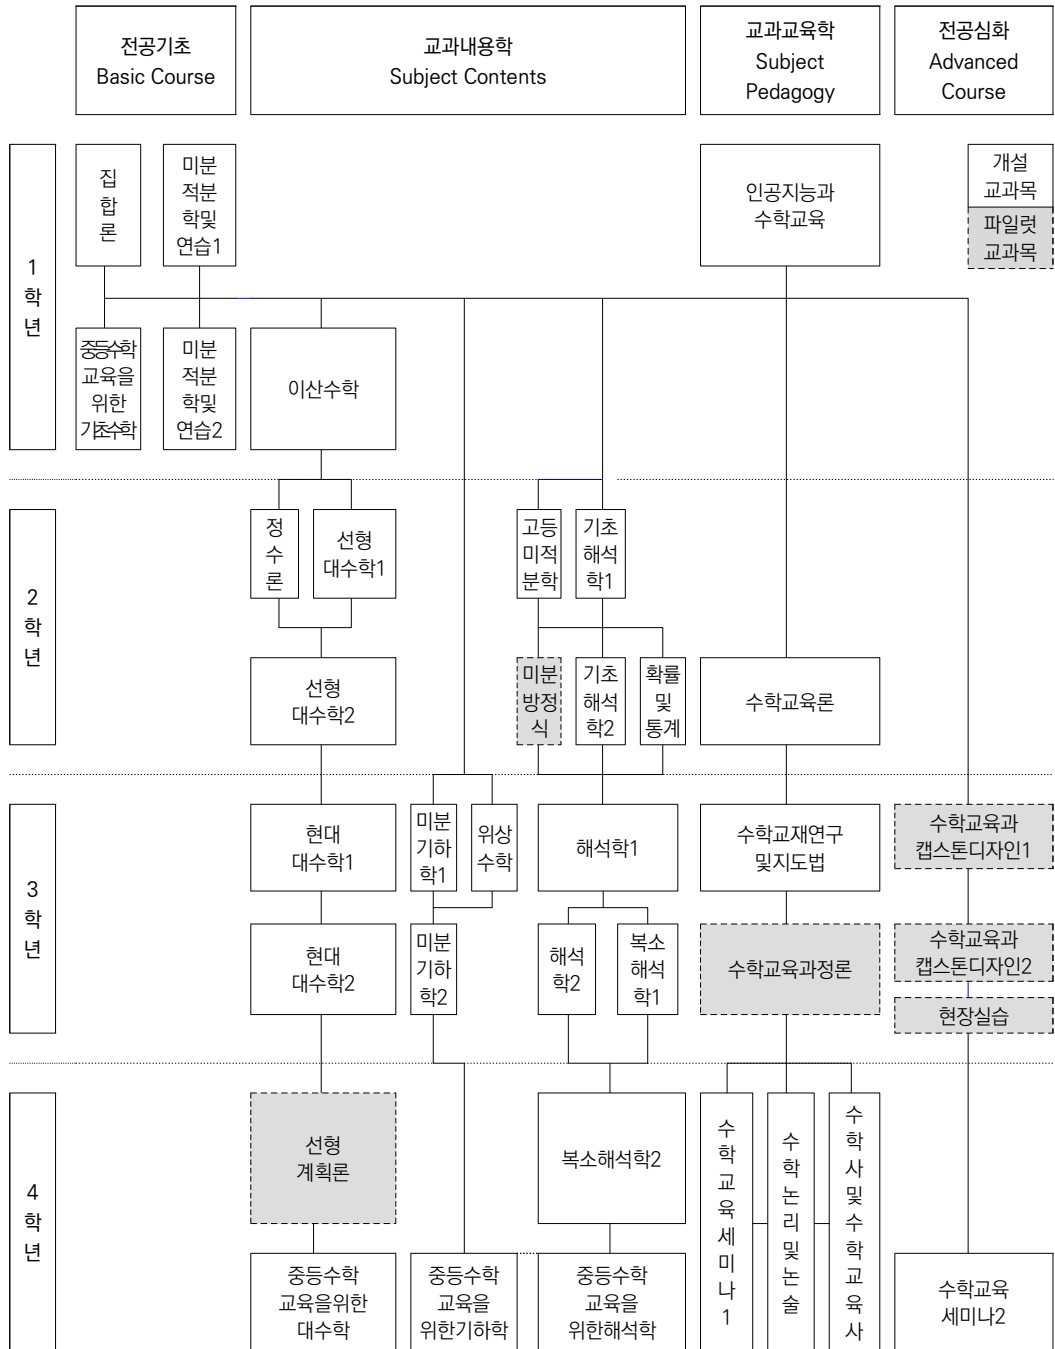 전공기초
Basic Course
교과내용학
Subject Contents
교과교육학
Subject
Pedagogy
전공심화
Advanced
Course
1
학
년
집
합
론
미분
적분
학및
연습1
인공지능과
수학교육
개설
교과목
파일럿
교과목
중등수학
교육을
위한
기초수학
미분
적분
학및
연습2
이산수학
2
학
년
정
수
론
선형
대수학1
고등
미적
분학
기초
해석
학1
선형
대수학2
미분
방정
식
기초
해석
학2
확률
및
통계
수학교육론
3
학
년
현대
대수학1
미분
기하
학1
위상
수학
해석학1
수학교재연구
및지도법
수학교육과
캡스톤디자인1
현대
대수학2
미분
기하
학2
해석
학2
복소
해석
학1
수학교육과정론
수학교육과
캡스톤디자인2
현장실습
4
학
년
선형
계획론
복소해석학2
수
학
교
육
세
미
나
1
수
학
논
리
및
논
술
수
학
사
및
수
학
교
육
사
중등수학
교육을위한
대수학
중등수학
교육을
위한기하학
중등수학
교육을
위한해석학
수학교육
세미나2